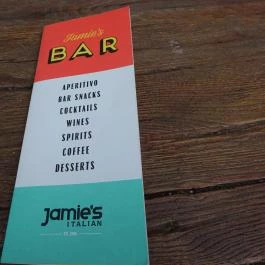 Jamie's
BAR
APERITIVO
BAR SNACKS
COCKTAILS
WINES
SPIRITS
COFFEE
DESSERTS
Jamie's
ITALIAN